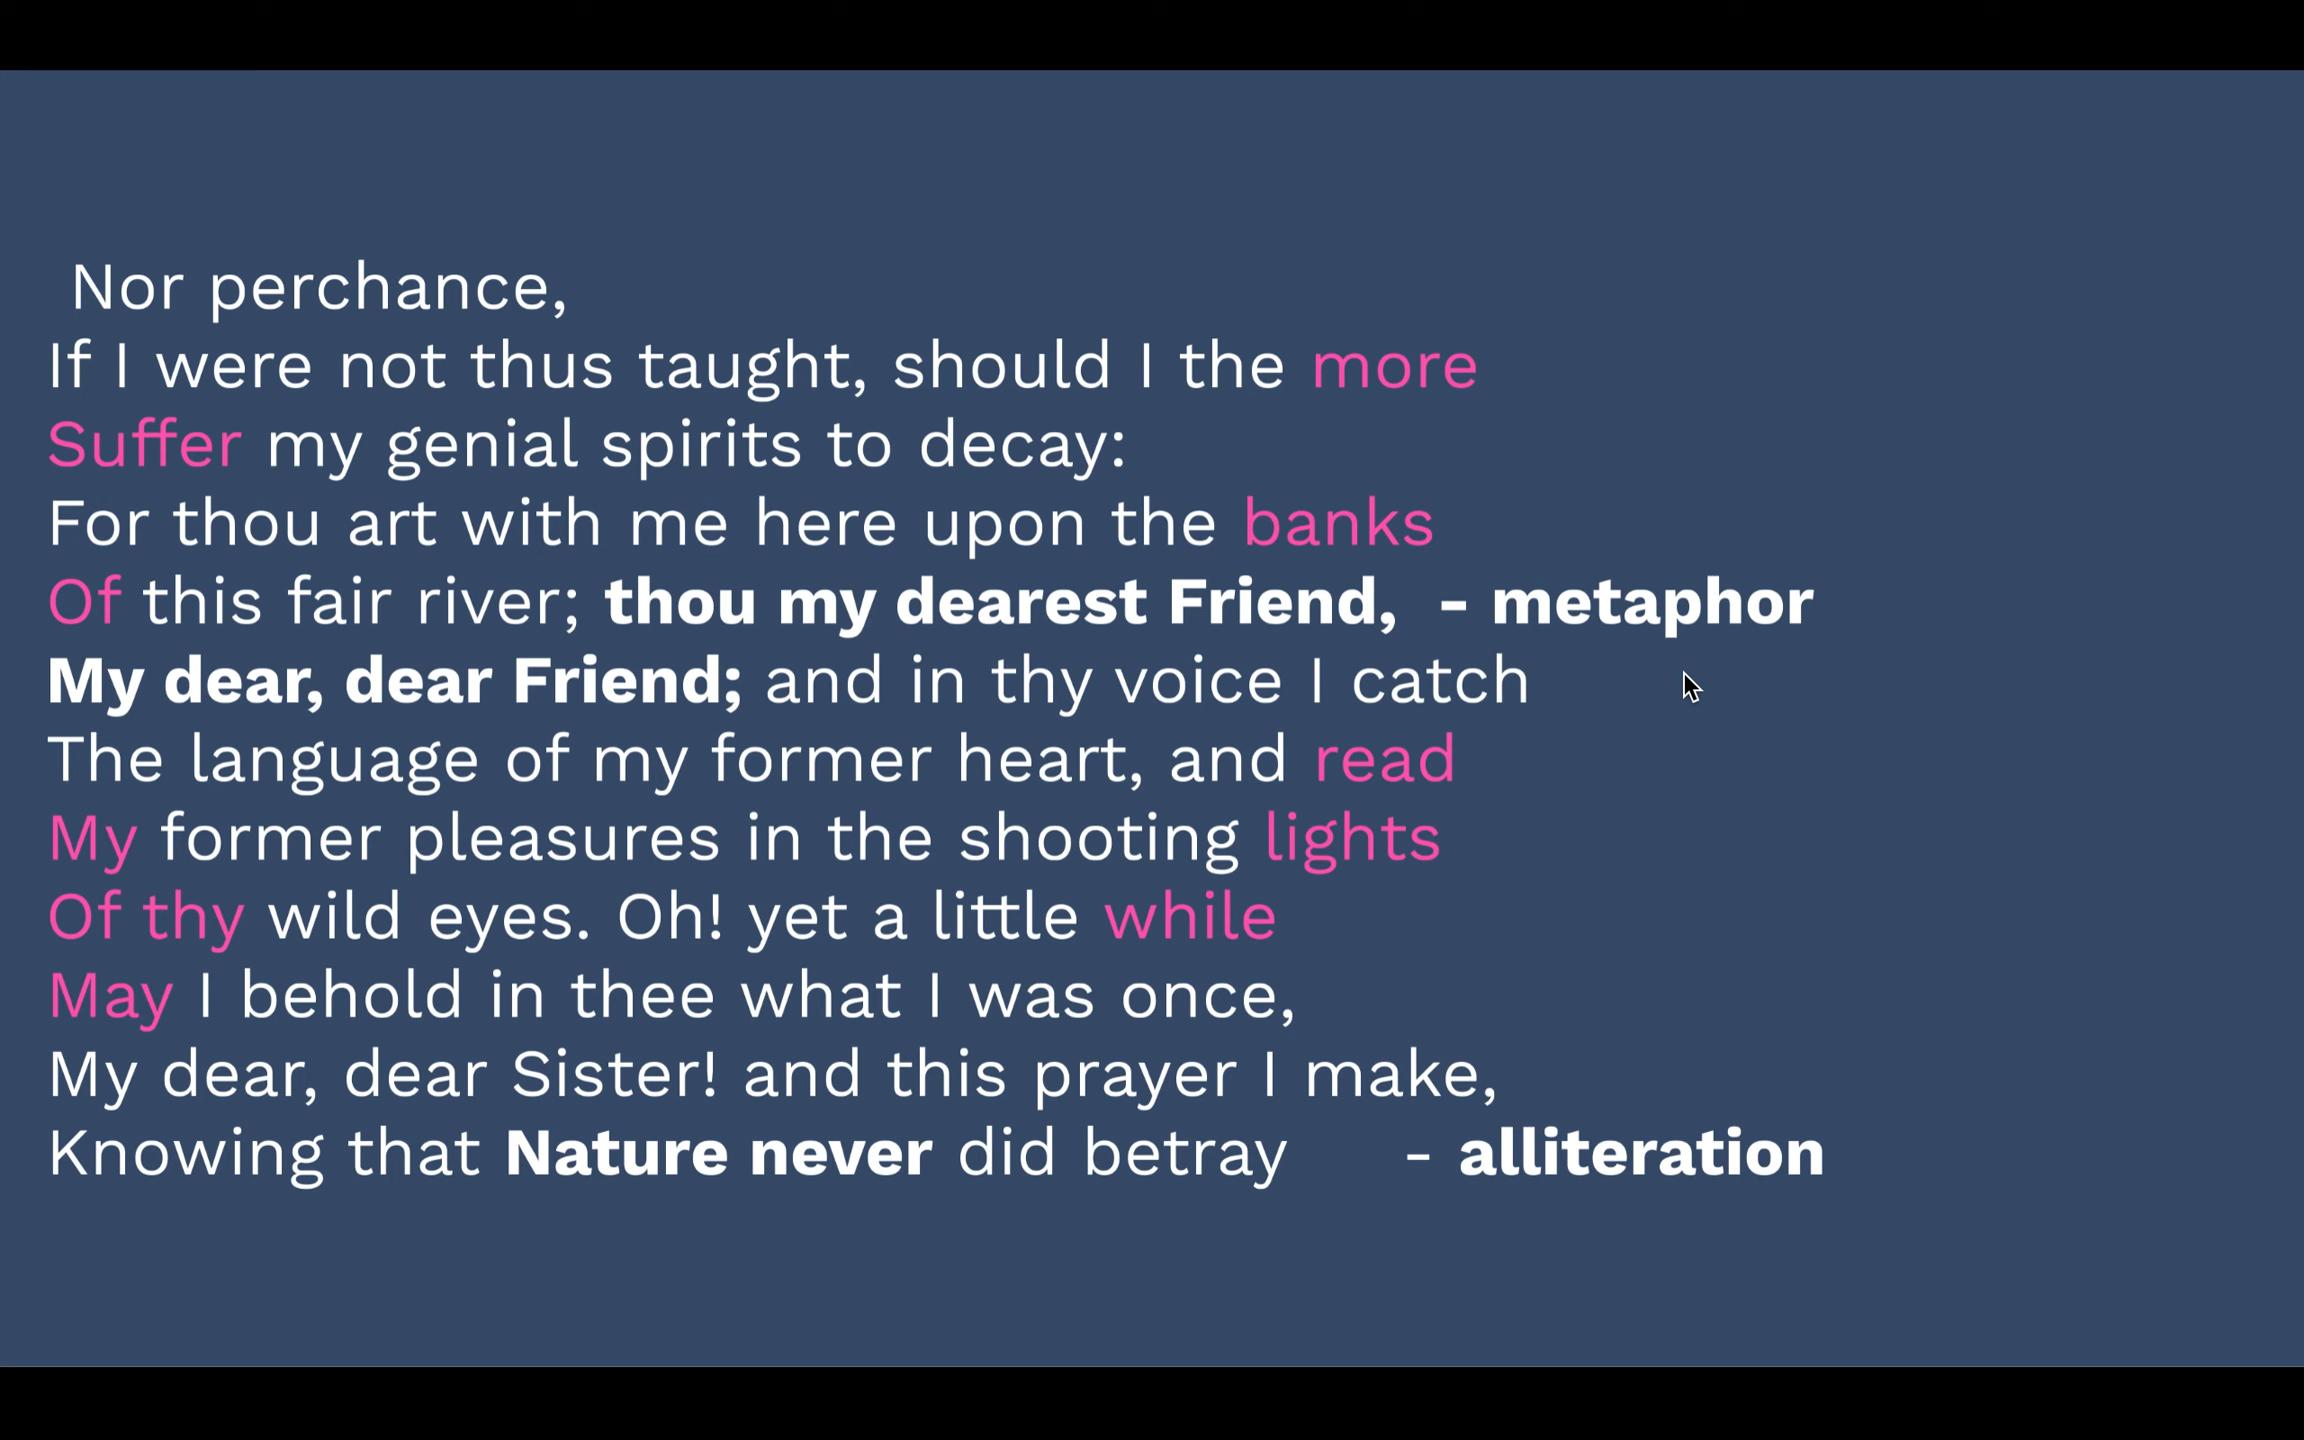 Nor perchance,
If I were not thus taught, should I the more
Suffer my genial spirits to decay:
For thou art with me here upon the banks
Of this fair river; thou my dearest Friend, - metaphor
My dear, dear Friend; and in thy voice I catch
The language of my former heart, and read
My former pleasures in the shooting lights
Of thy wild eyes. Oh! yet a little while
May I behold in thee what I was once,
My dear, dear Sister! and this prayer I make,
Knowing that Nature never did betray - alliteration